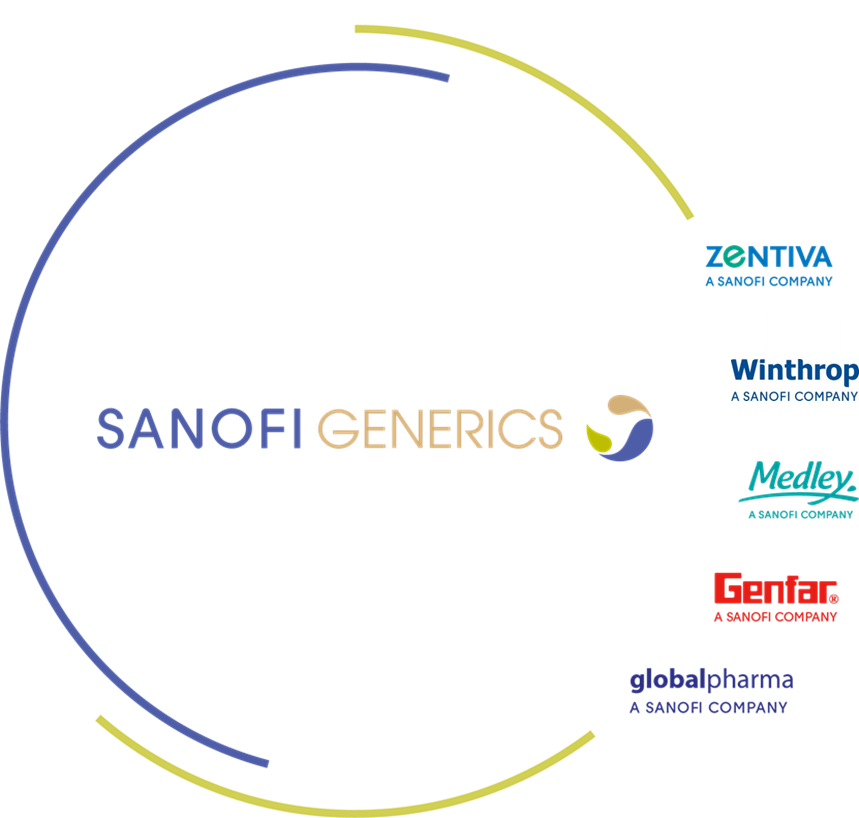 ZENTIVA
A SANOFI COMPANY
Winthrop
A SANOFI COMPANY
SANOFI GENERICS
Medley.
A SANOFI COMPANY
Genfar®
A SANOFI COMPANY
globalpharma
A SANOFI COMPANY